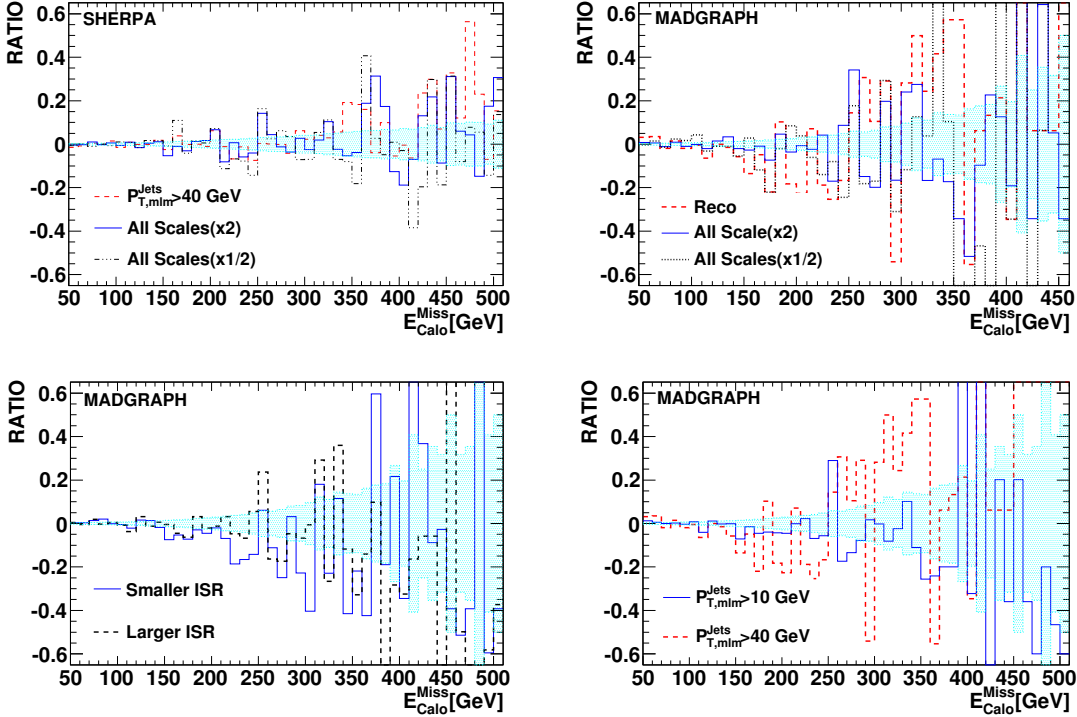 SHERPA
RATIO
0.6
0.4
0.2
0
-0.2
-0.4
-0.6
P_{T,mlm}^{Jets}>40 GeV
All Scales(x2)
All Scales(x1/2)
50 100 150 200 250 300 350 400 450 500
E_{Calo}^{Miss}[GeV]
MADGRAPH
RATIO
0.6
0.4
0.2
0
-0.2
-0.4
-0.6
Reco
All Scale(x2)
All Scales(x1/2)
50 100 150 200 250 300 350 400 450
E_{Calo}^{Miss}[GeV]
MADGRAPH
RATIO
0.6
0.4
0.2
0
-0.2
-0.4
-0.6
Smaller ISR
Larger ISR
50 100 150 200 250 300 350 400 450 500
E_{Calo}^{Miss}[GeV]
MADGRAPH
RATIO
0.6
0.4
0.2
0
-0.2
-0.4
-0.6
P_{T,mlm}^{Jets}>10 GeV
P_{T,mlm}^{Jets}>40 GeV
50 100 150 200 250 300 350 400 450 500
E_{Calo}^{Miss}[GeV]